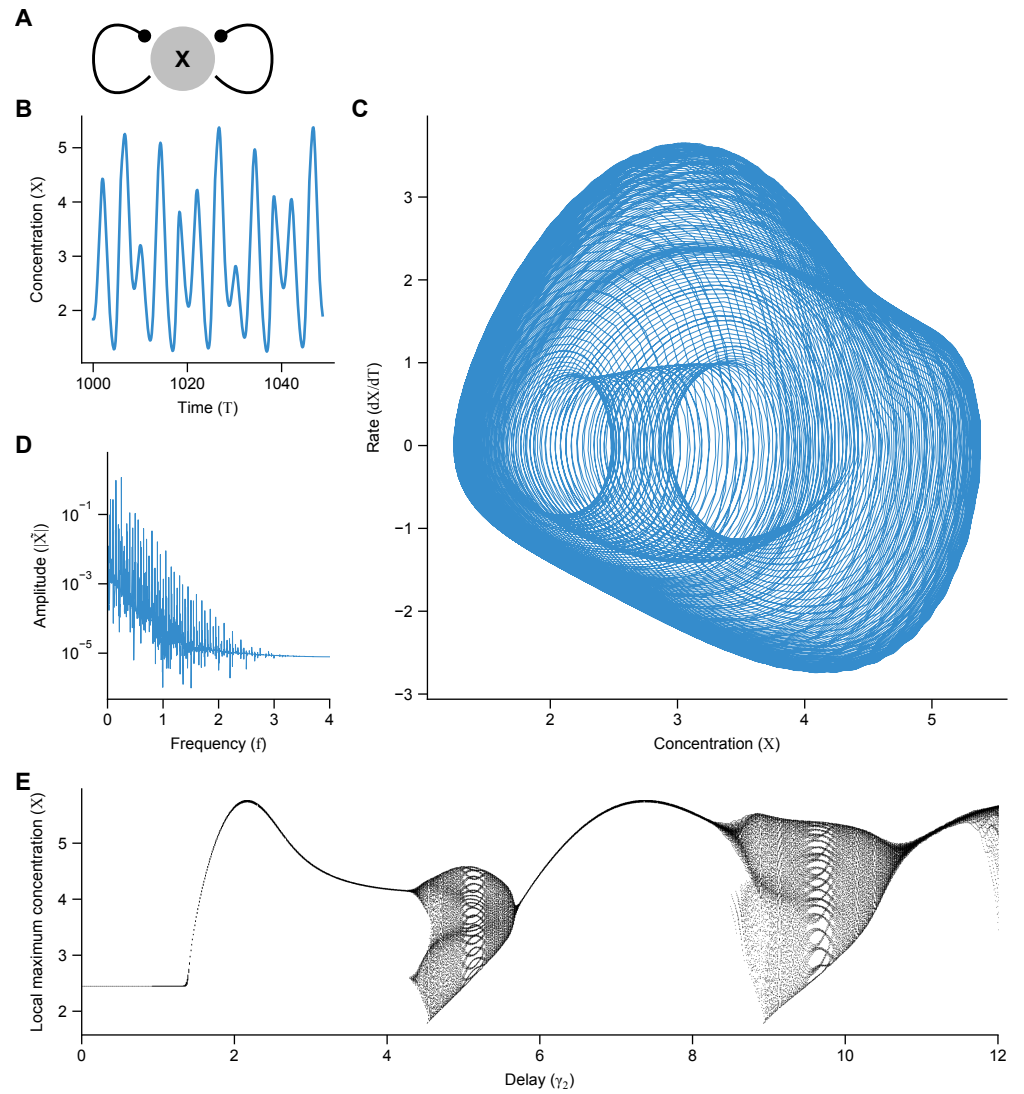 A
X
B
Concentration (X)
5
4
3
2
1000
1020
1040
Time (T)
C
Rate (dX/dT)
3
2
1
0
−1
−2
−3
2
3
4
5
Concentration (X)
D
Amplitude (|X̃|)
10⁻¹
10⁻³
10⁻⁵
0
1
2
3
4
Frequency (f)
E
Local maximum concentration (X)
5
4
3
2
0
2
4
6
8
10
12
Delay (γ₂)